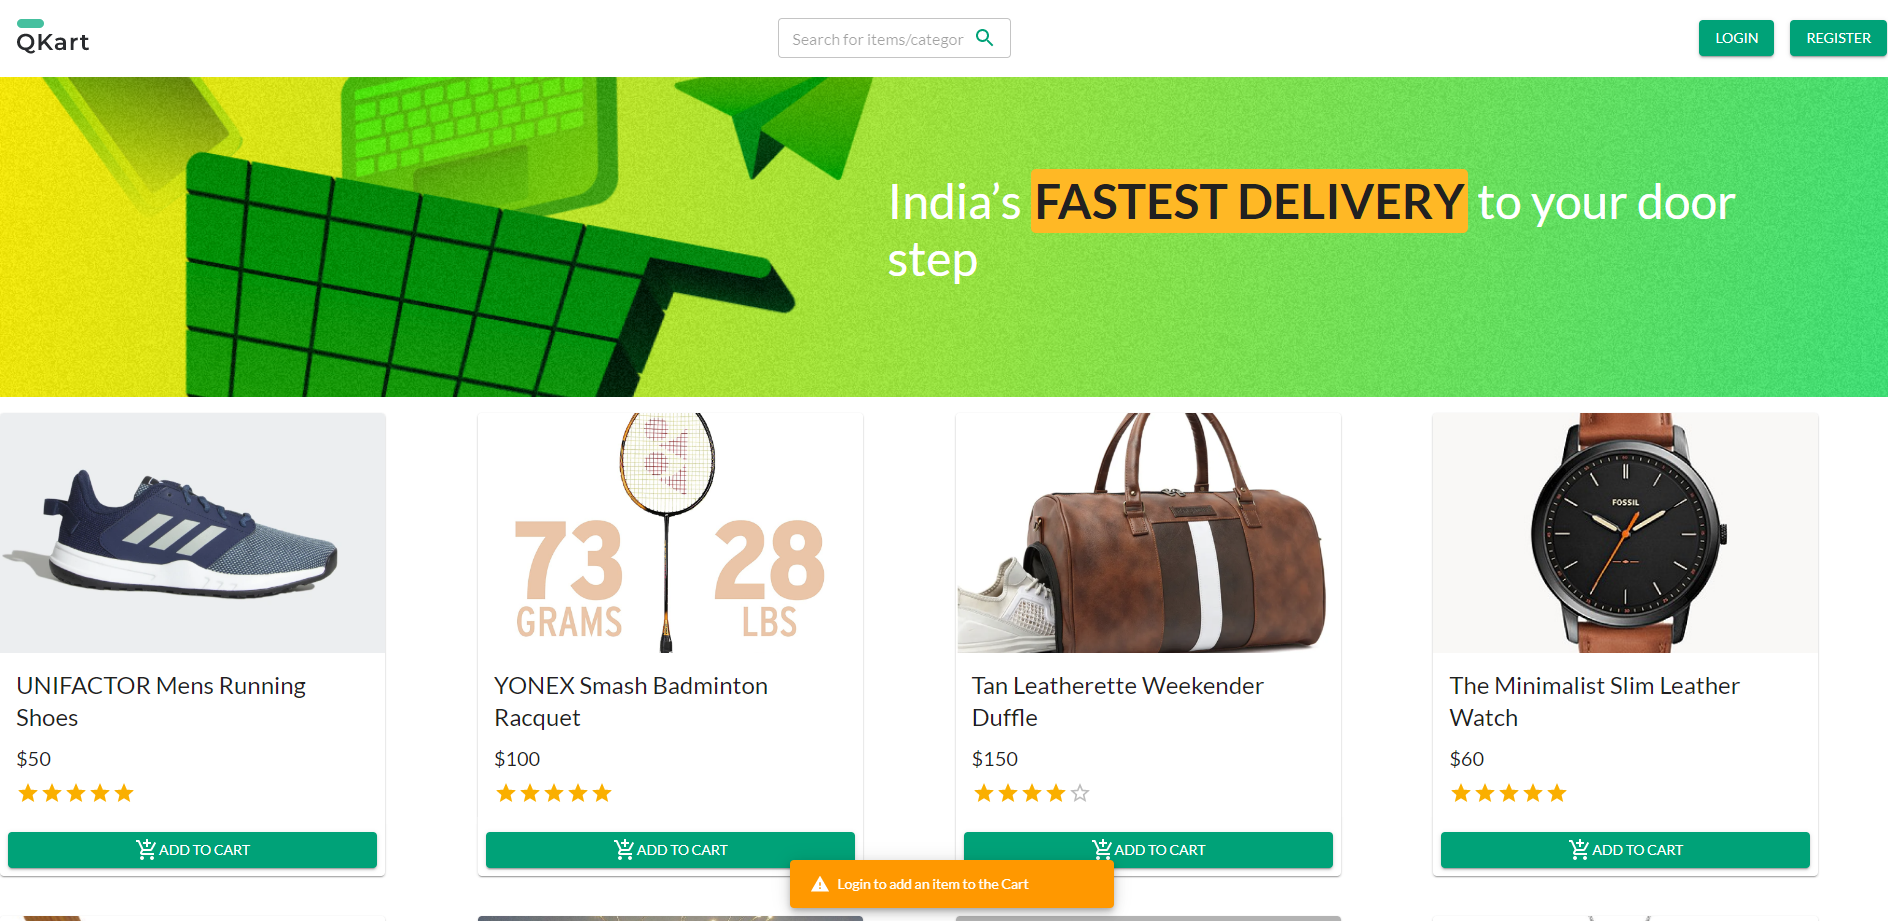 QKart
Search for items/categor
LOGIN
REGISTER
India’s FASTEST DELIVERY to your door
step
73
GRAMS
28
LBS
FOSSIL
UNIFACTOR Mens Running
Shoes
$50
ADD TO CART
YONEX Smash Badminton
Racquet
$100
ADD TO CART
Tan Leatherette Weekender
Duffle
$150
ADD TO CART
The Minimalist Slim Leather
Watch
$60
ADD TO CART
Login to add an item to the Cart